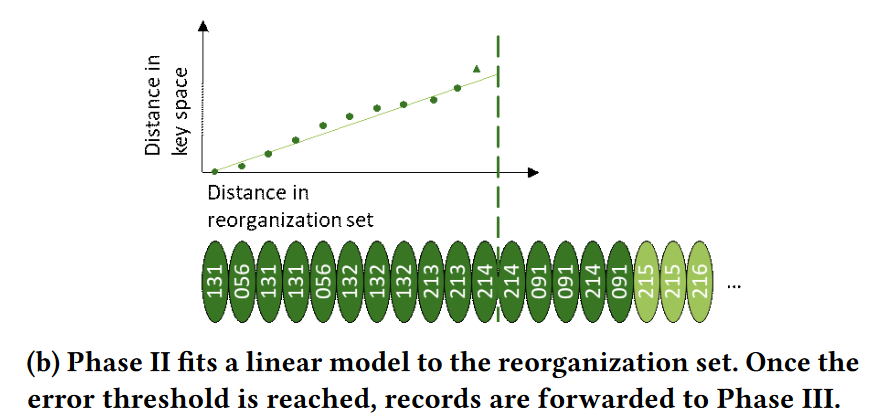 Distance in
key space
Distance in
reorganization set
131 056 131 131 056 132 132 132 213 213 214 214 091 091 214 091 215 215 216 ...
(b) Phase II fits a linear model to the reorganization set. Once the
error threshold is reached, records are forwarded to Phase III.